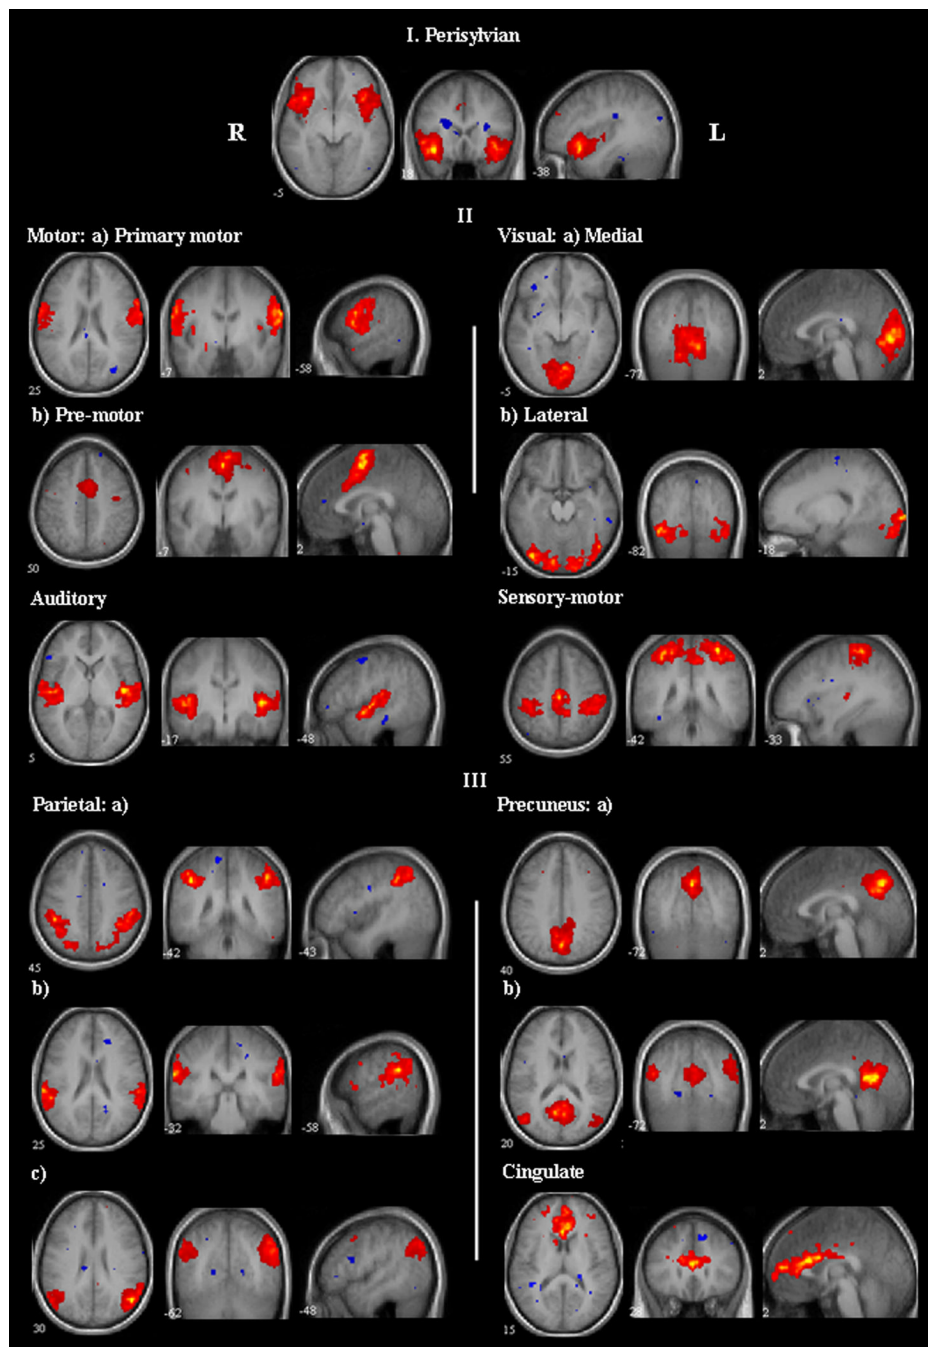 I. Perisylvian
R
L
-5
18
-38
II
Motor: a) Primary motor
25
-7
-58
b) Pre-motor
50
-7
2
Auditory
5
-17
-48
Visual: a) Medial
-5
-77
2
b) Lateral
-15
-82
-18
Sensory-motor
55
-42
-33
III
Parietal: a)
45
-42
-43
b)
25
-32
-58
c)
30
-62
-48
Precuneus: a)
40
-72
2
b)
20
-72
2
Cingulate
15
28
2